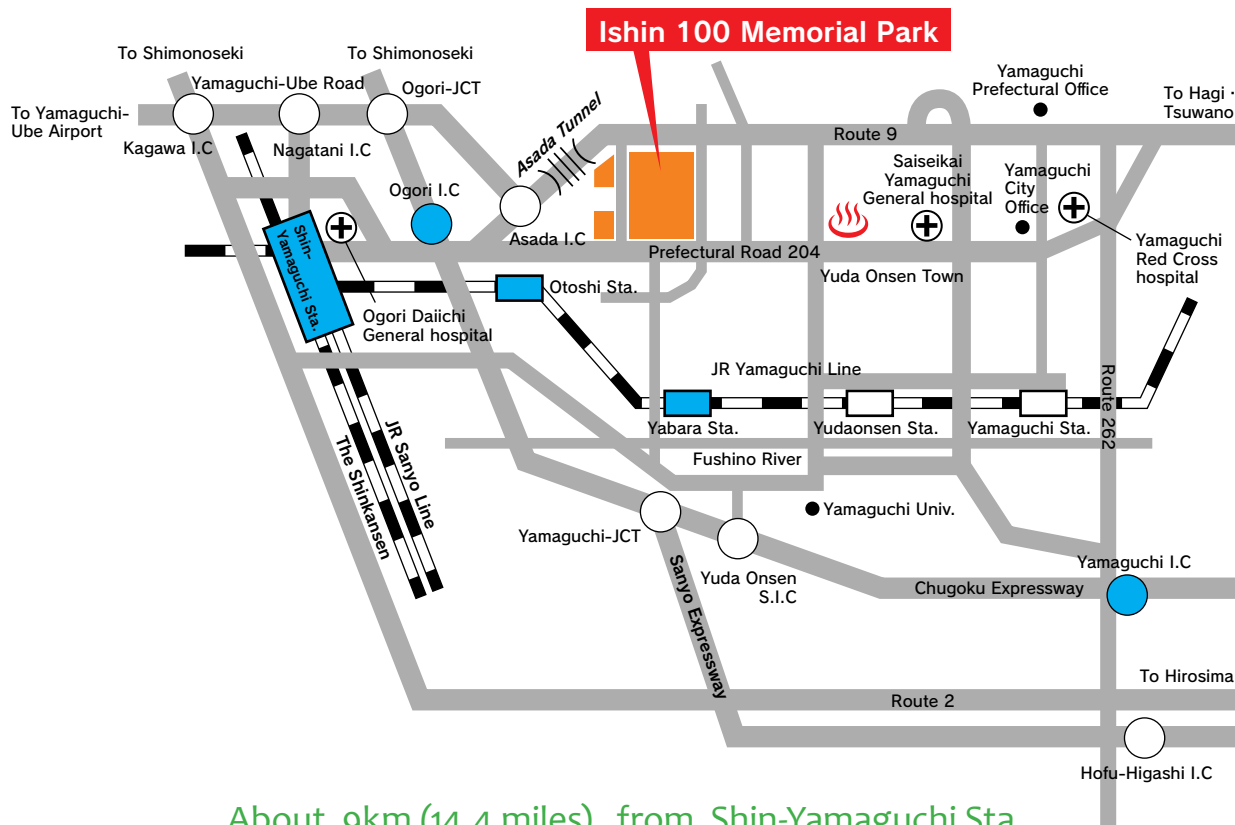 Ishin 100 Memorial Park
To Shimonoseki
To Shimonoseki
Yamaguchi-Ube Road
Ogori-JCT
To Yamaguchi-
Ube Airport
Kagawa I.C
Nagatani I.C
Asada Tunnel
Yamaguchi
Prefectural Office
To Hagi ·
Tsuwano
Route 9
Ogori I.C
Asada I.C
Saiseikai
Yamaguchi
General hospital
Yamaguchi
City
Office
Yamaguchi
Red Cross
hospital
Shin-
Yamaguchi Sta.
Prefectural Road 204
Yuda Onsen Town
Otoshi Sta.
Ogori Daiichi
General hospital
JR Yamaguchi Line
Route 262
Yabara Sta.
Yudaonsen Sta.
Yamaguchi Sta.
Fushino River
JR Sanyo Line
The Shinkansen
Yamaguchi Univ.
Yamaguchi-JCT
Yuda Onsen
S.I.C
Yamaguchi I.C
Chugoku Expressway
Sanyo Expressway
To Hirosima
Route 2
Hofu-Higashi I.C
About 9km (14.4 miles) from Shin-Yamaguchi Sta.